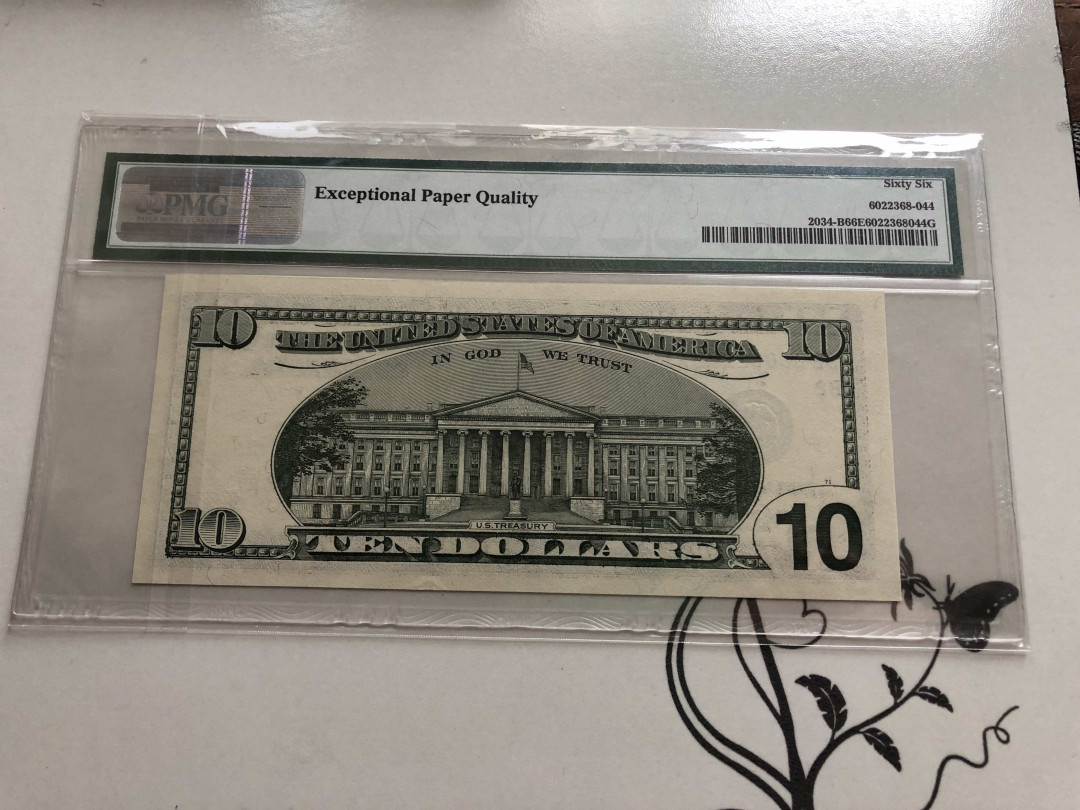 PMG
Exceptional Paper Quality
Sixty Six
6022368-044
2034-B66E6022368044G
10
THE UNITED STATES OF AMERICA
10
IN GOD WE TRUST
71
U.S. TREASURY
10
TEN DOLLARS
10